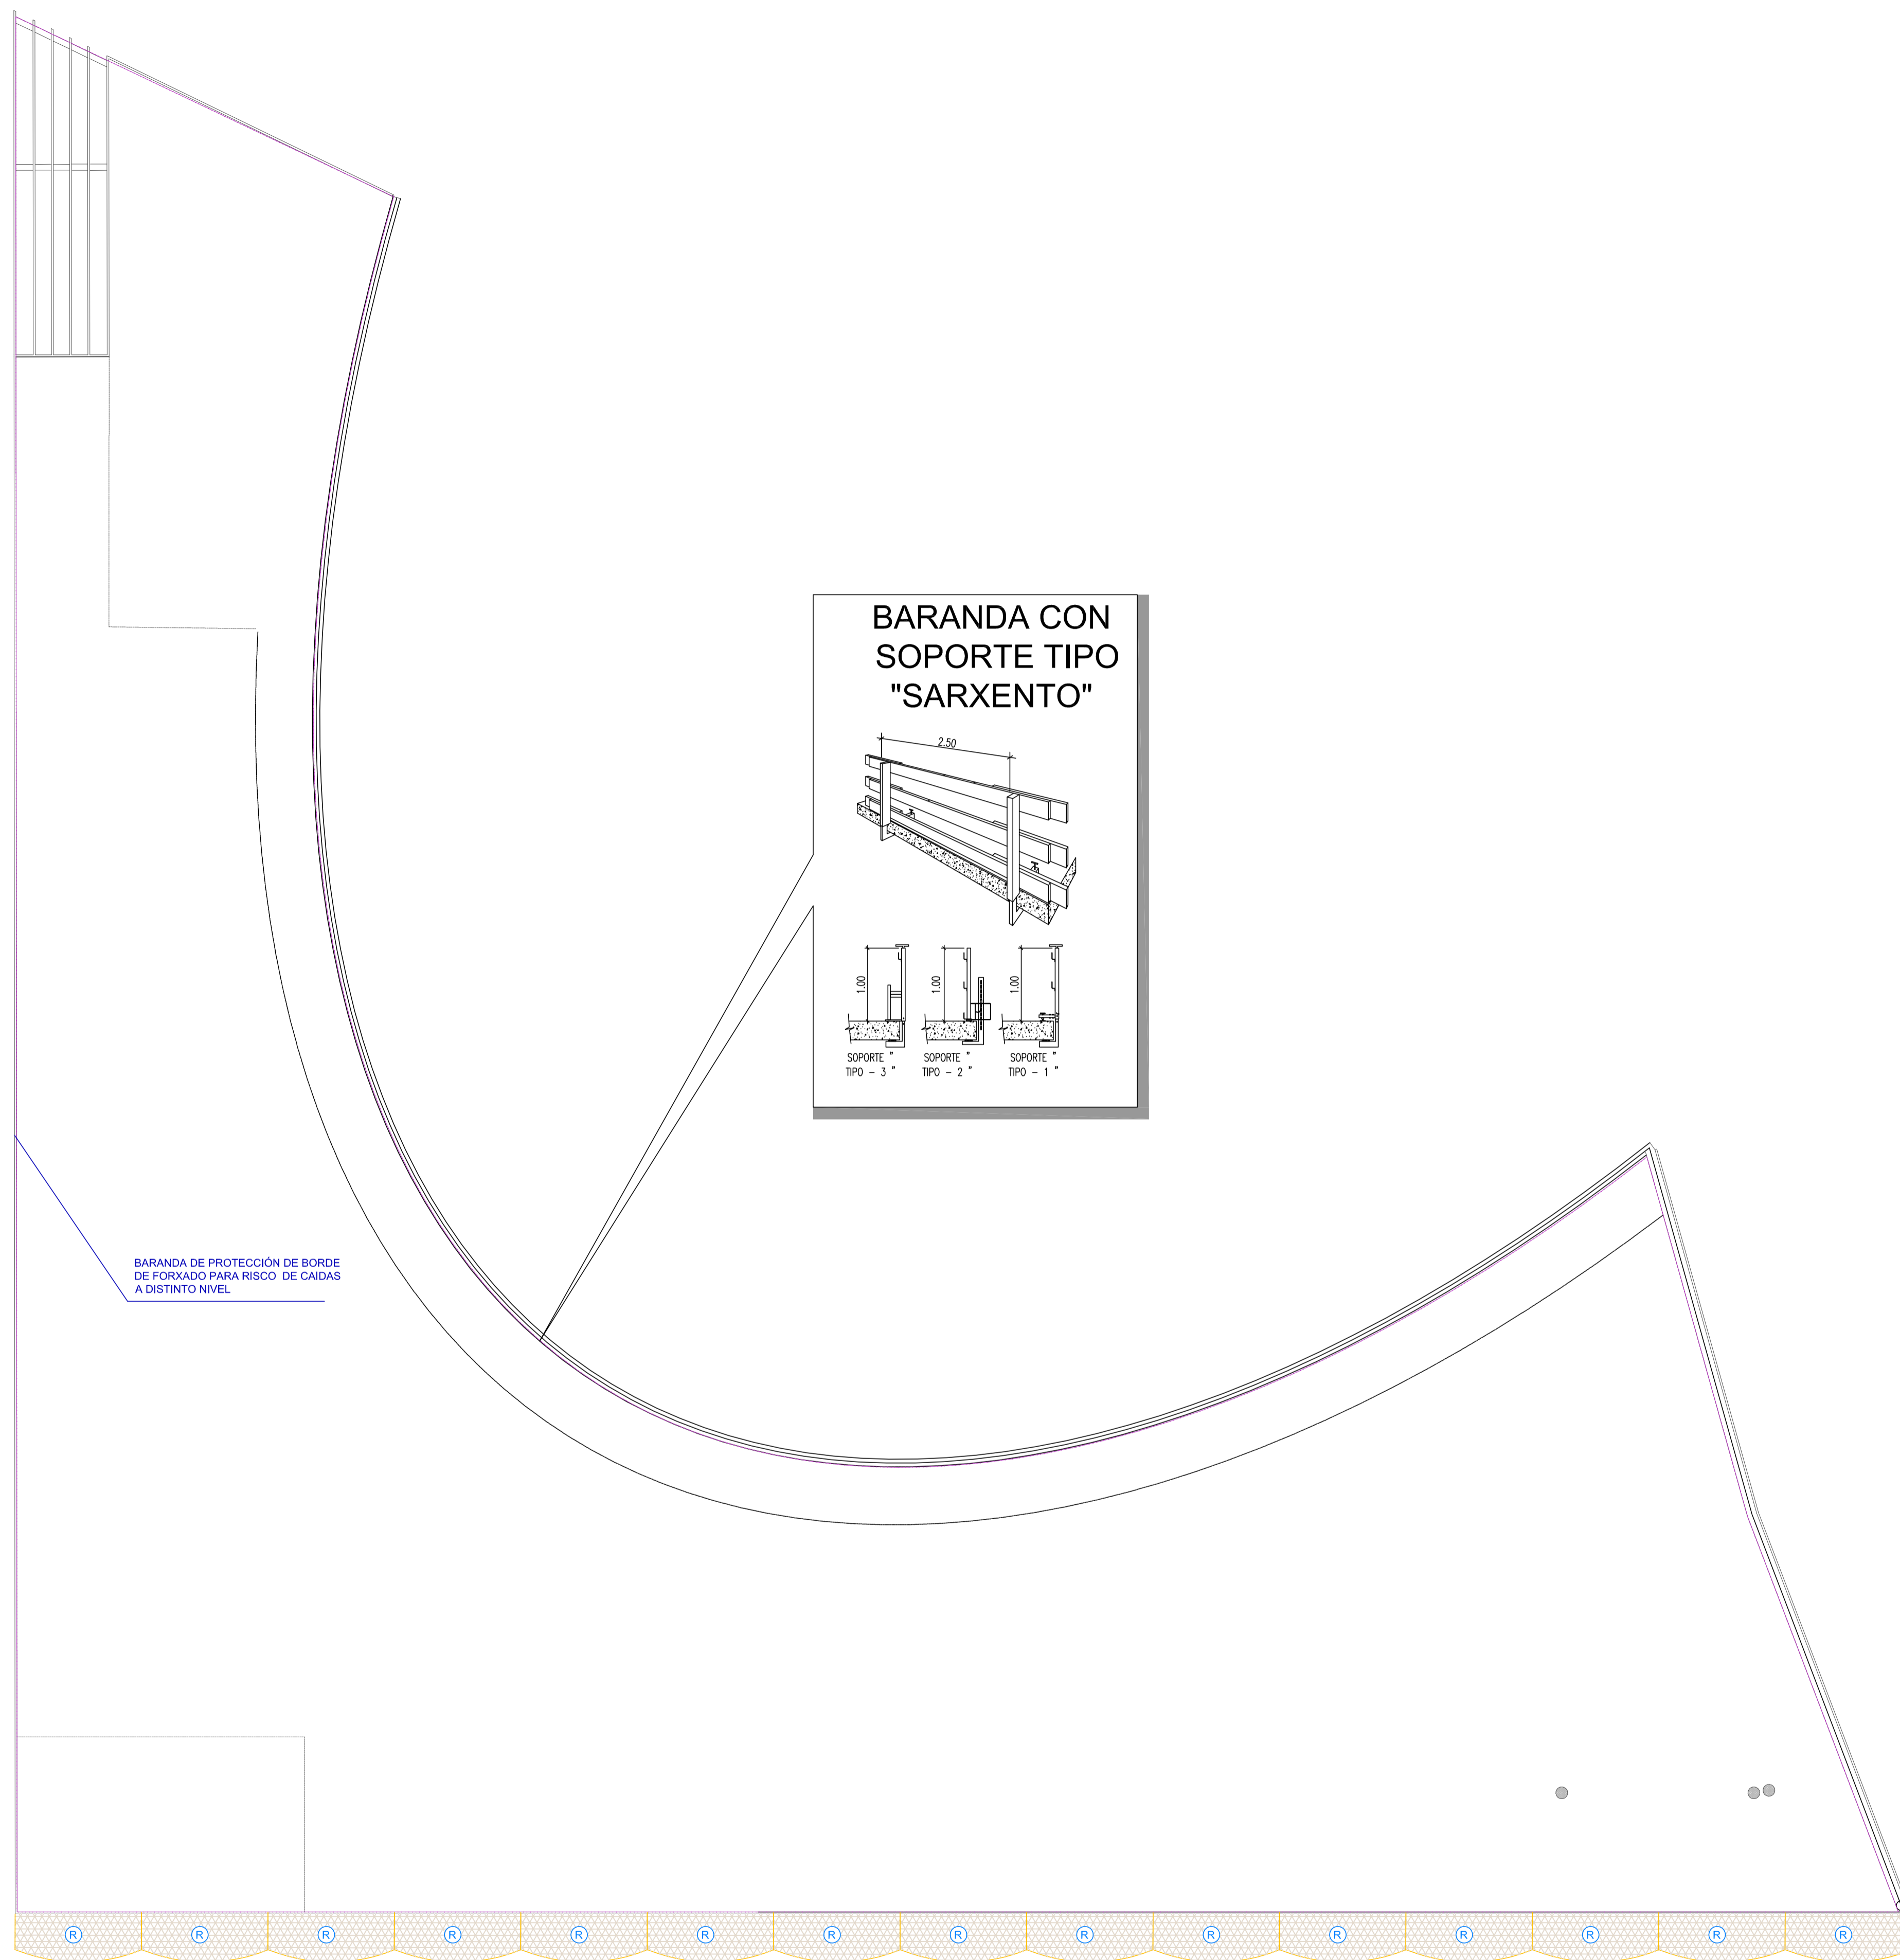 BARANDA CON
SOPORTE TIPO
"SARXENTO"
2.50
1.00
1.00
1.00
SOPORTE "
TIPO - 3 "
SOPORTE "
TIPO - 2 "
SOPORTE "
TIPO - 1 "
BARANDA DE PROTECCIÓN DE BORDE
DE FORXADO PARA RISCO DE CAIDAS
A DISTINTO NIVEL
R R R R R R R R R R R R R R R